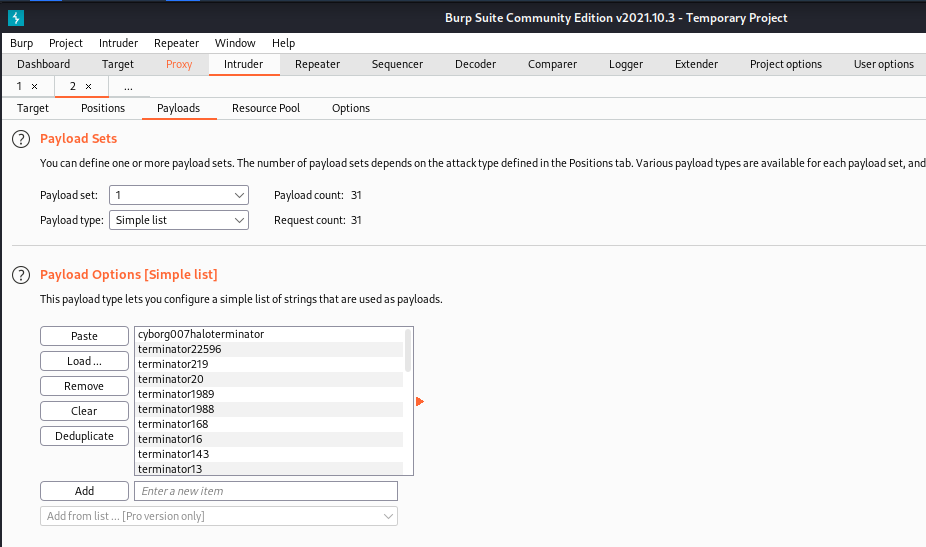 Burp Suite Community Edition v2021.10.3 - Temporary Project
Burp Project Intruder Repeater Window Help
Dashboard Target Proxy Intruder Repeater Sequencer Decoder Comparer Logger Extender Project options User options
1 × 2 × ...
Target Positions Payloads Resource Pool Options
? Payload Sets
You can define one or more payload sets. The number of payload sets depends on the attack type defined in the Positions tab. Various payload types are available for each payload set, and
Payload set: 1 Payload count: 31
Payload type: Simple list Request count: 31
? Payload Options [Simple list]
This payload type lets you configure a simple list of strings that are used as payloads.
Paste
Load ...
Remove
Clear
Deduplicate
cyborg007haloterminator
terminator22596
terminator219
terminator20
terminator1989
terminator1988
terminator168
terminator16
terminator143
terminator13
Add Enter a new item
Add from list ... [Pro version only]